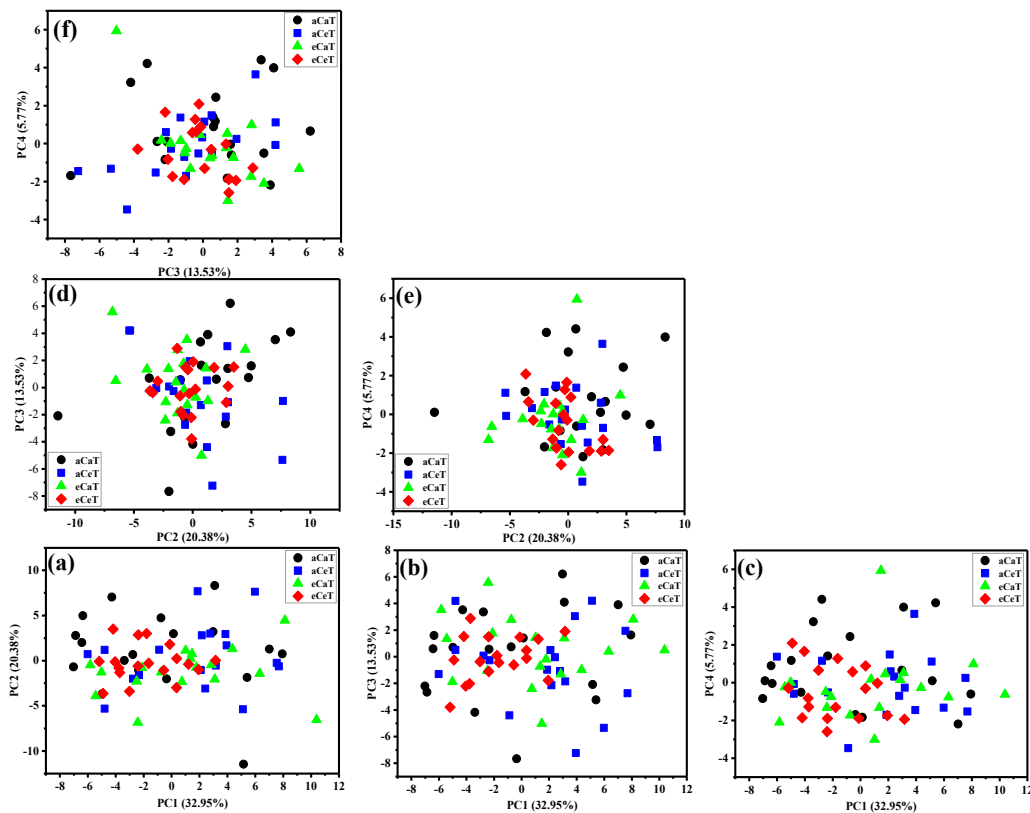 (f)
aCaT
aCeT
eCaT
eCeT
6
4
2
0
-2
-4
PC4 (5.77%)
-8 -6 -4 -2 0 2 4 6 8
PC3 (13.53%)
(d)
8
6
4
2
0
-2
-4
-6
-8
PC3 (13.53%)
aCaT
aCeT
eCaT
eCeT
-10 -5 0 5 10
PC2 (20.38%)
(e)
6
4
2
0
-2
-4
PC4 (5.77%)
aCaT
aCeT
eCaT
eCeT
-15 -10 -5 0 5 10
PC2 (20.38%)
(a)
aCaT
aCeT
eCaT
eCeT
10
5
0
-5
-10
PC2 (20.38%)
-8 -6 -4 -2 0 2 4 6 8 10 12
PC1 (32.95%)
(b)
aCaT
aCeT
eCaT
eCeT
8
6
4
2
0
-2
-4
-6
-8
PC3 (13.53%)
-8 -6 -4 -2 0 2 4 6 8 10 12
PC1 (32.95%)
(c)
aCaT
aCeT
eCaT
eCeT
6
4
2
0
-2
-4
PC4 (5.77%)
-8 -6 -4 -2 0 2 4 6 8 10 12
PC1 (32.95%)